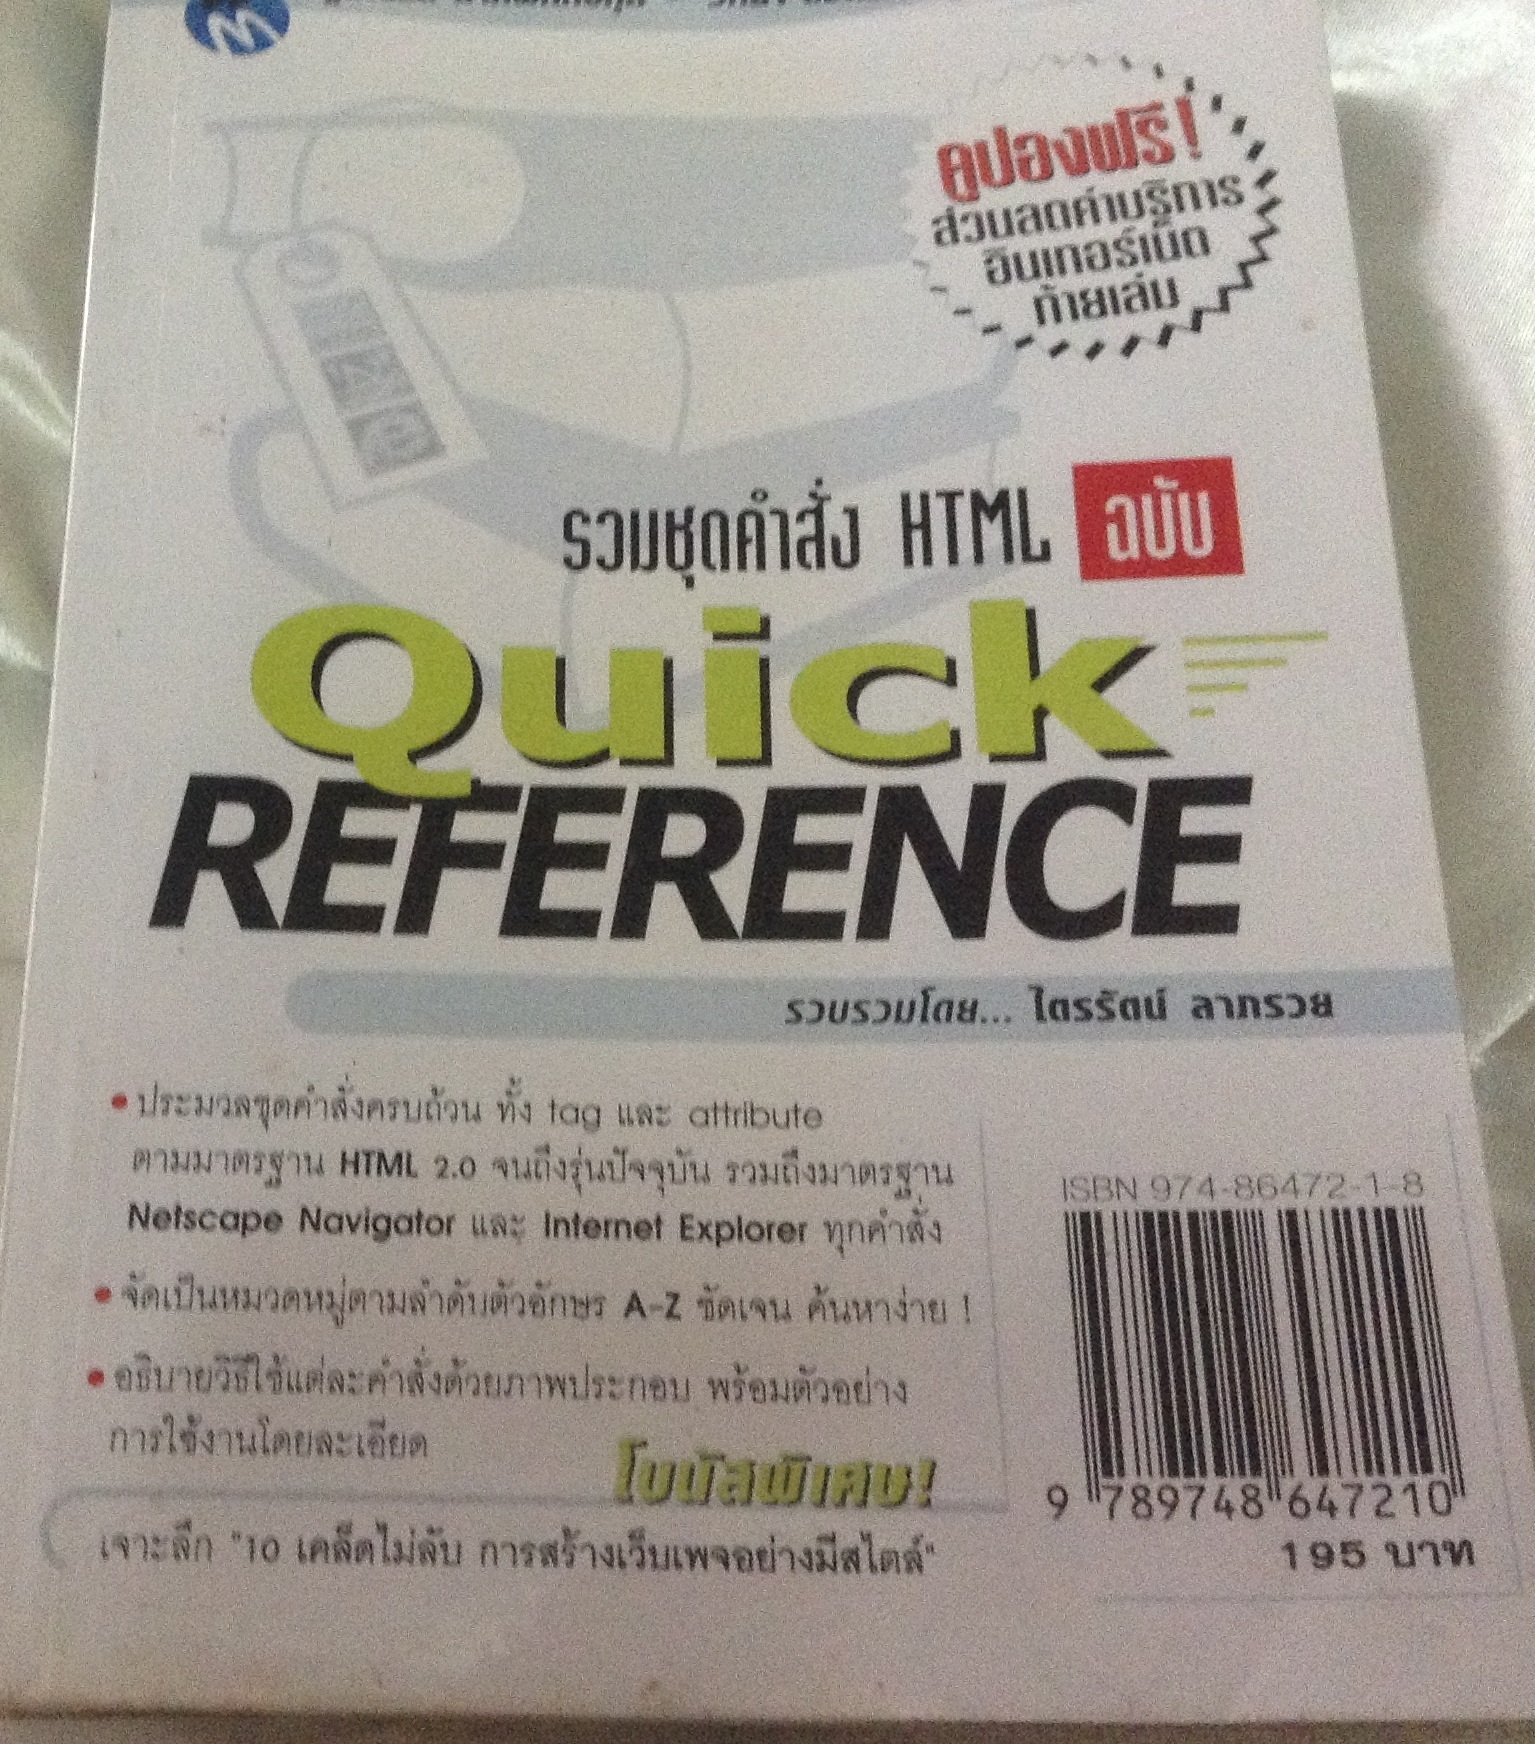 คูปองฟรี!
ส่วนลดค่าบริการ
อินเทอร์เน็ต
ท้ายเล่ม
รวมชุดคำสั่ง HTML ฉบับ
Quick
REFERENCE
รวบรวมโดย... ไตรรัตน์ ลาภรวย
• ประมวลชุดคำสั่งครบถ้วน ทั้ง tag และ attribute
ตามมาตรฐาน HTML 2.0 จนถึงรุ่นปัจจุบัน รวมถึงมาตรฐาน
Netscape Navigator และ Internet Explorer ทุกคำสั่ง
• จัดเป็นหมวดหมู่ตามลำดับตัวอักษร A-Z ชัดเจน ค้นหาง่าย !
• อธิบายวิธีใช้แต่ละคำสั่งด้วยภาพประกอบ พร้อมตัวอย่าง
การใช้งานโดยละเอียด
โบนัสพิเศษ!
เจาะลึก "10 เคล็ดไม่ลับ การสร้างเว็บเพจอย่างมีสไตล์"
ISBN 974-86472-1-8
9 789748 647210
195 บาท